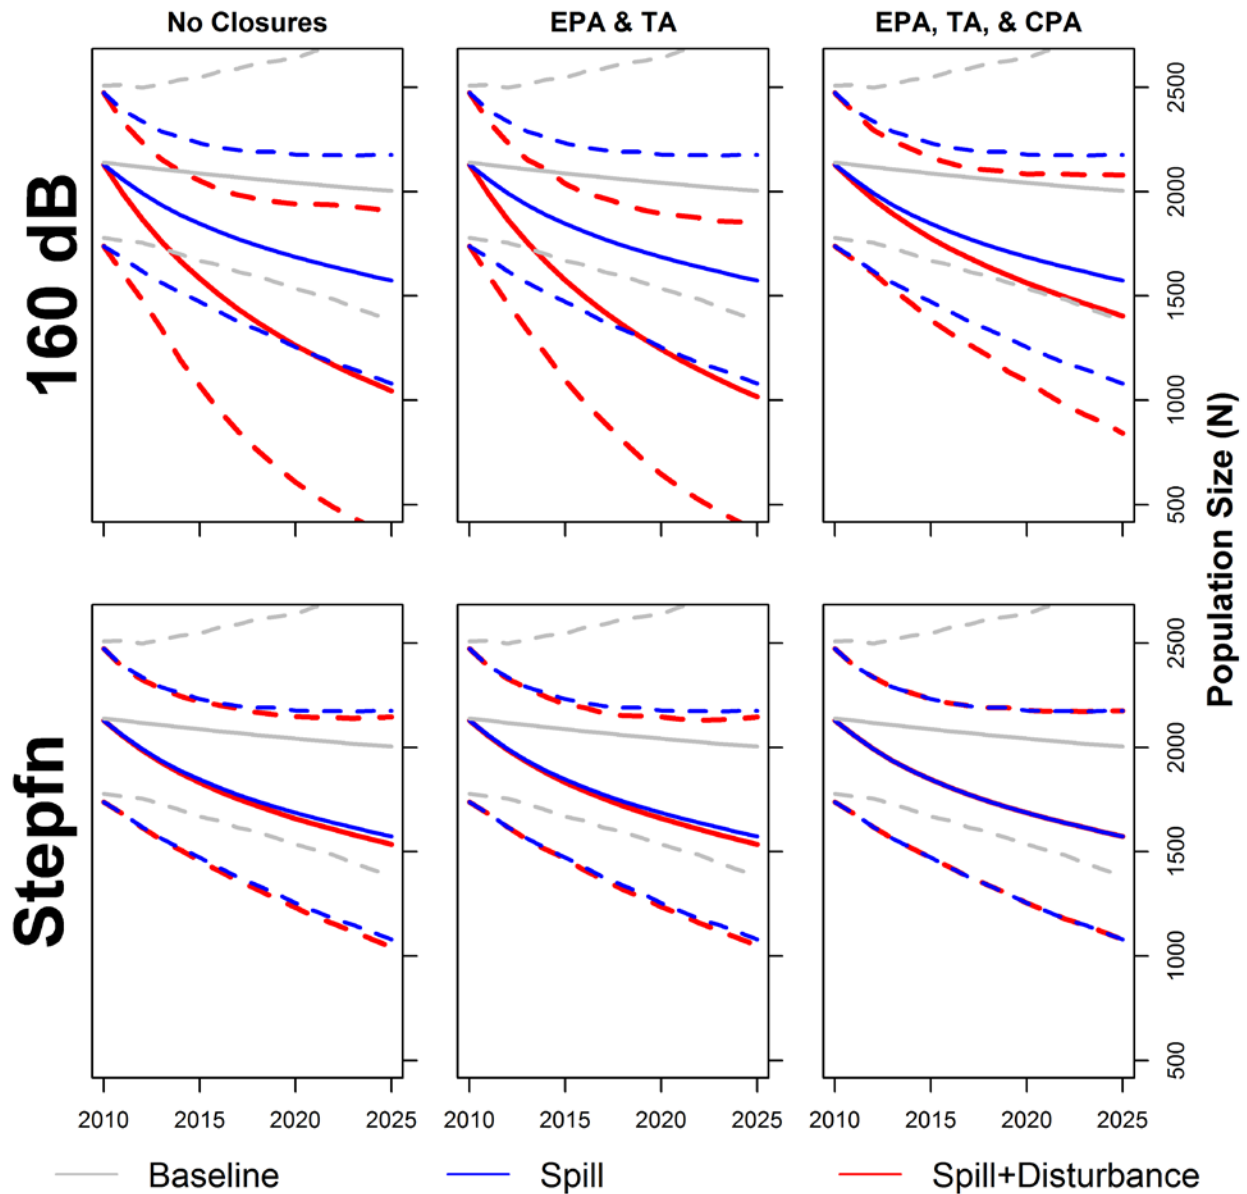 No Closures
EPA & TA
EPA, TA, & CPA
160 dB
2500
2000
1500
1000
500
Population Size (N)
Stepfn
2500
2000
1500
1000
500
2010 2015 2020 2025
2010 2015 2020 2025
2010 2015 2020 2025
Baseline
Spill
Spill+Disturbance